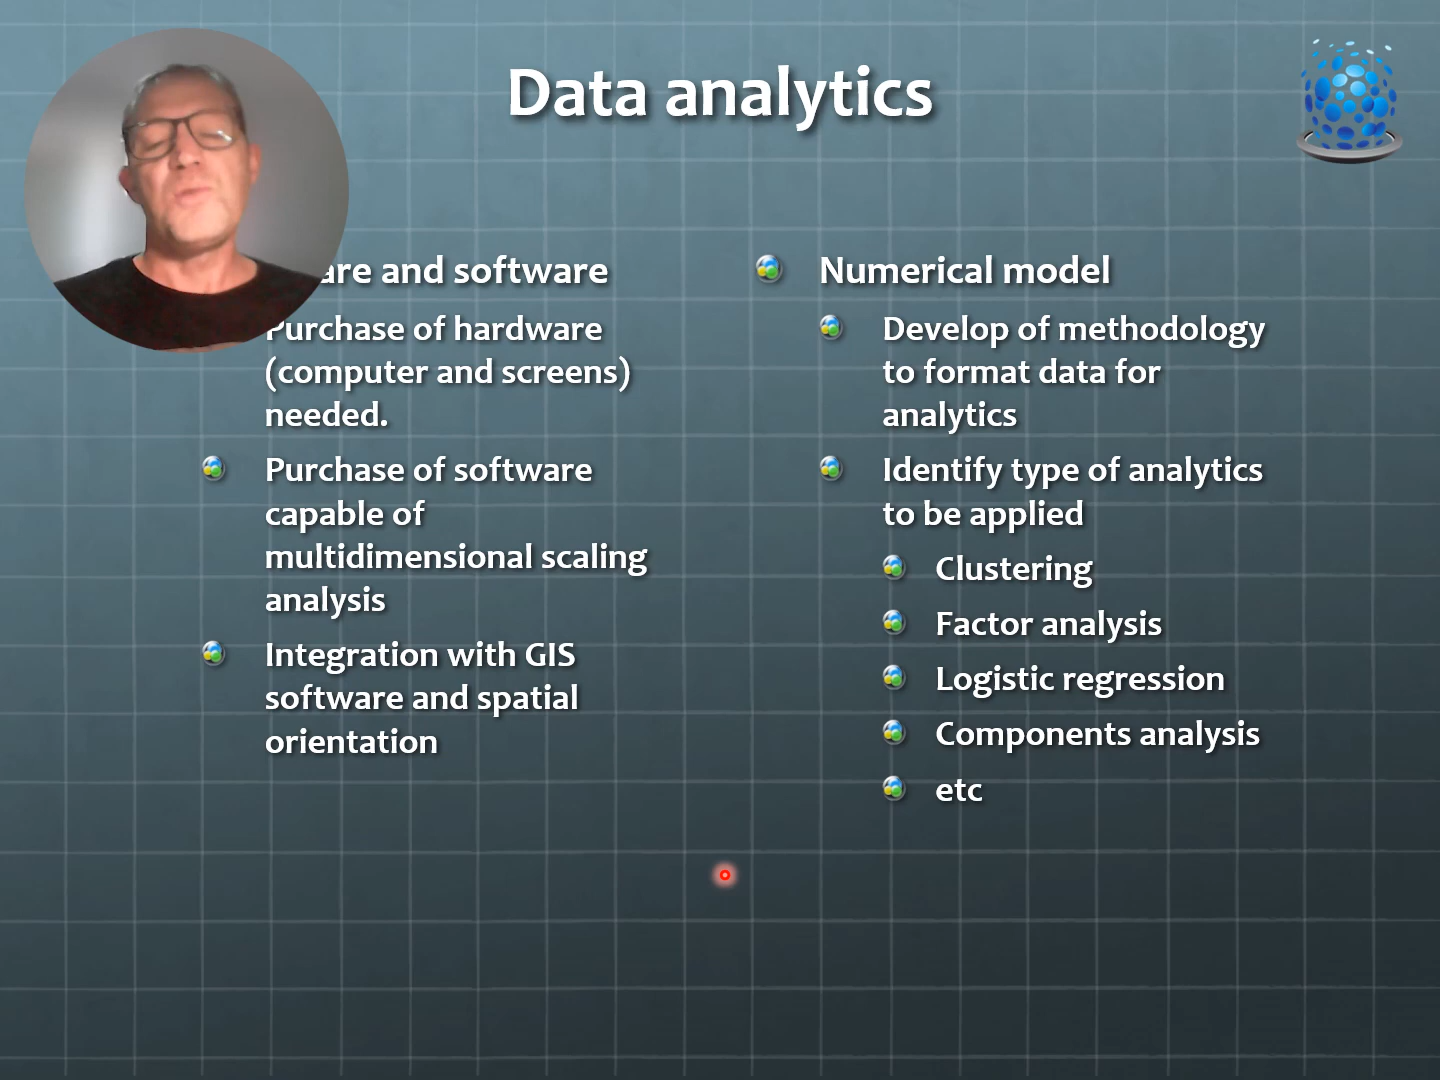 Data analytics
and software
Purchase of hardware
(computer and screens)
needed.
Purchase of software
capable of
multidimensional scaling
analysis
Integration with GIS
software and spatial
orientation
Numerical model
Develop of methodology
to format data for
analytics
Identify type of analytics
to be applied
Clustering
Factor analysis
Logistic regression
Components analysis
etc